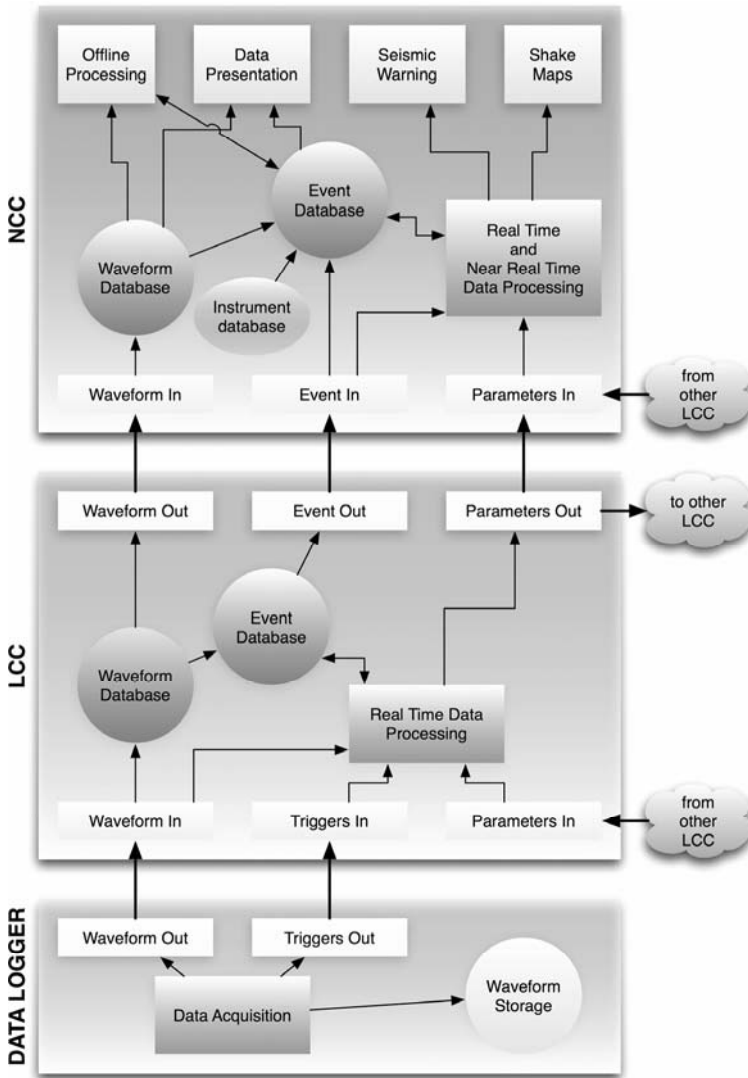 NCC
Offline
Processing
Data
Presentation
Seismic
Warning
Shake
Maps
Event
Database
Real Time
and
Near Real Time
Data Processing
Waveform
Database
Instrument
database
Waveform In
Event In
Parameters In
from
other
LCC
LCC
Waveform Out
Event Out
Parameters Out
to other
LCC
Event
Database
Waveform
Database
Real Time Data
Processing
Waveform In
Triggers In
Parameters In
from
other
LCC
DATA LOGGER
Waveform Out
Triggers Out
Data Acquisition
Waveform
Storage